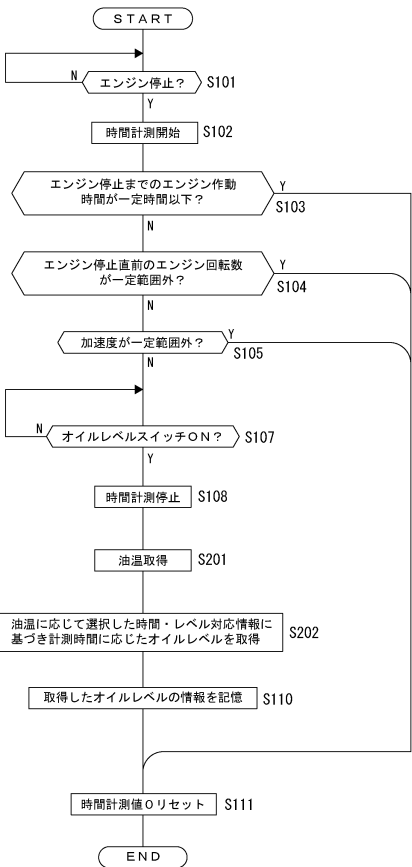 START
N
エンジン停止？ S101
Y
時間計測開始 S102
エンジン停止までのエンジン作動
時間が一定時間以下？
Y
S103
N
エンジン停止直前のエンジン回転数
が一定範囲外？
Y
S104
N
加速度が一定範囲外？
Y
S105
N
N
オイルレベルスイッチON？ S107
Y
時間計測停止 S108
油温取得 S201
油温に応じて選択した時間・レベル対応情報に
基づき計測時間に応じたオイルレベルを取得
S202
取得したオイルレベルの情報を記憶 S110
時間計測値0リセット S111
END